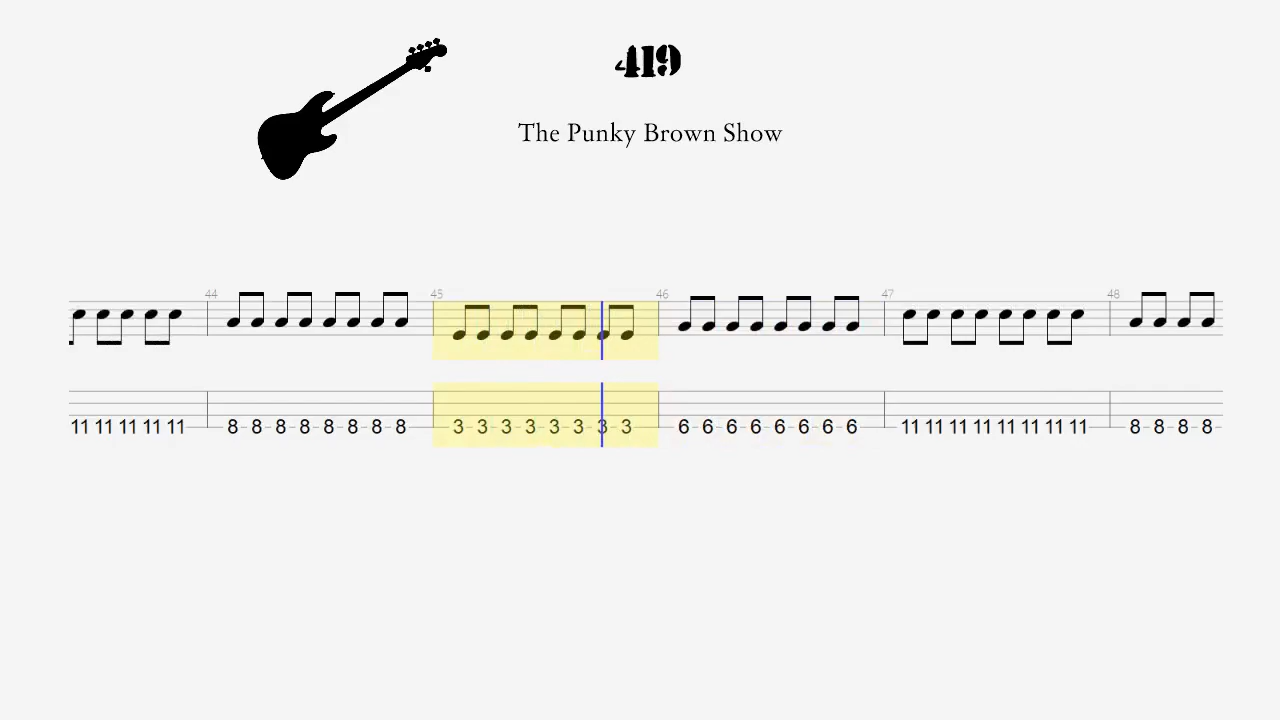 419
The Punky Brown Show
44 45 46 47 48
11 11 11 11 11 8 8 8 8 8 8 8 8 3 3 3 3 3 3 3 3 6 6 6 6 6 6 6 6 11 11 11 11 11 11 11 11 8 8 8 8